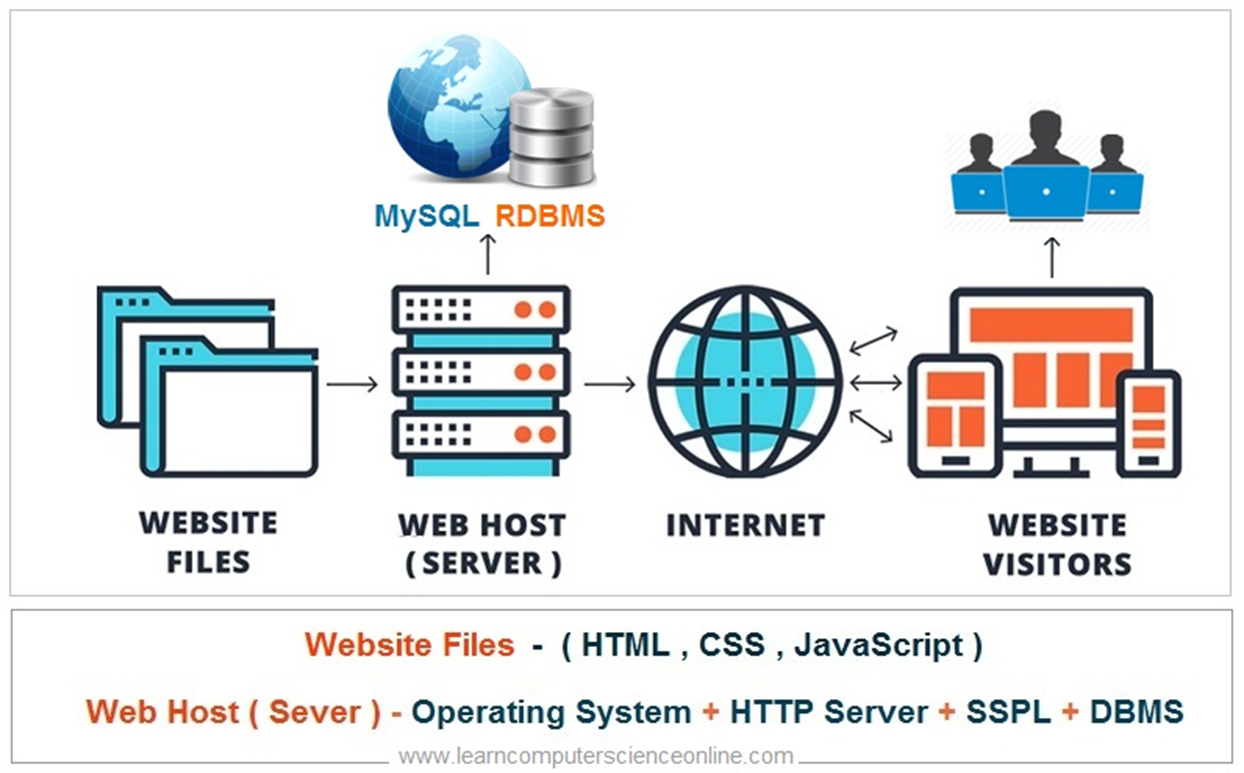 MySQL RDBMS
WEBSITE
FILES
WEB HOST
( SERVER )
INTERNET
WEBSITE
VISITORS
Website Files - ( HTML , CSS , JavaScript )
Web Host ( Sever ) - Operating System + HTTP Server + SSPL + DBMS
www.learncomputerscienceonline.com